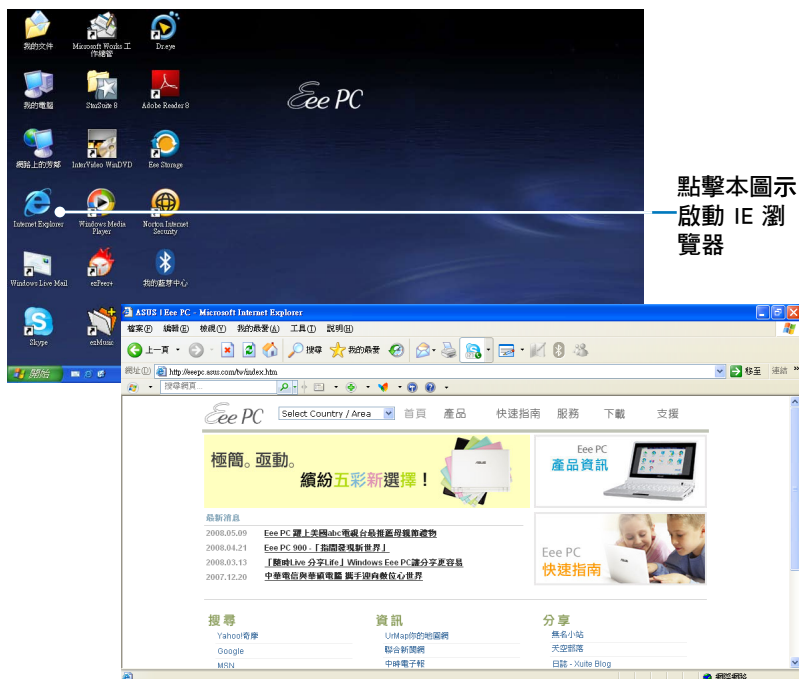 我的文件
Microsoft Works 工
作總管
Dr.eye
我的電腦
StarSuite 8
Adobe Reader 8
Eee PC
網路上的芳鄰
InterVideo WinDVD
Eee Storage
Internet Explorer
Windows Media
Player
Norton Internet
Security
Windows Live Mail
ezPeer+
我的藍芽中心
Skype
ezMusic
開始
點擊本圖示
啟動 IE 瀏
覽器
ASUS | Eee PC - Microsoft Internet Explorer
檔案(F) 編輯(E) 檢視(V) 我的最愛(A) 工具(T) 說明(H)
上一頁 搜尋 我的最愛
網址(D) http://eeepc.asus.com/tw/index.htm 移至 連結 »
搜尋網頁...
Eee PC Select Country / Area 首頁 產品 快速指南 服務 下載 支援
極簡。亞動。
繽紛五彩新選擇！
Eee PC
產品資訊
最新消息
2008.05.09 Eee PC 躍上美國abc電視台最推薦母親節禮物
2008.04.21 Eee PC 900 -「指間發現新世界」
2008.03.13 「隨時Live 分享Life」Windows Eee PC讓分享更容易
2007.12.20 中華電信與華碩電腦 攜手迎向數位心世界
Eee PC
快速指南
搜尋 資訊 分享
Yahoo!奇摩 UrMap你的地圖網 無名小站
Google 聯合新聞網 天空部落
MSN 中時電子報 日誌 - Xuite Blog
網際網路